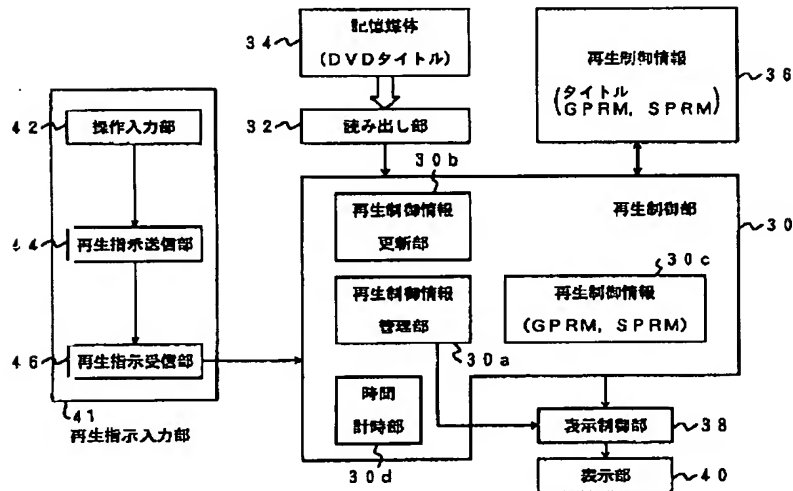 記憶媒体
(DVDタイトル)
34
再生制御情報
(タイトル
GPRM, SPRM)
36
42
操作入力部
32
読み出し部
30b
再生制御情報
更新部
再生制御部
30
44
再生指示送信部
30c
再生制御情報
(GPRM, SPRM)
再生制御情報
管理部
30a
46
再生指示受信部
41
再生指示入力部
時間
計時部
30d
表示制御部
38
表示部
40